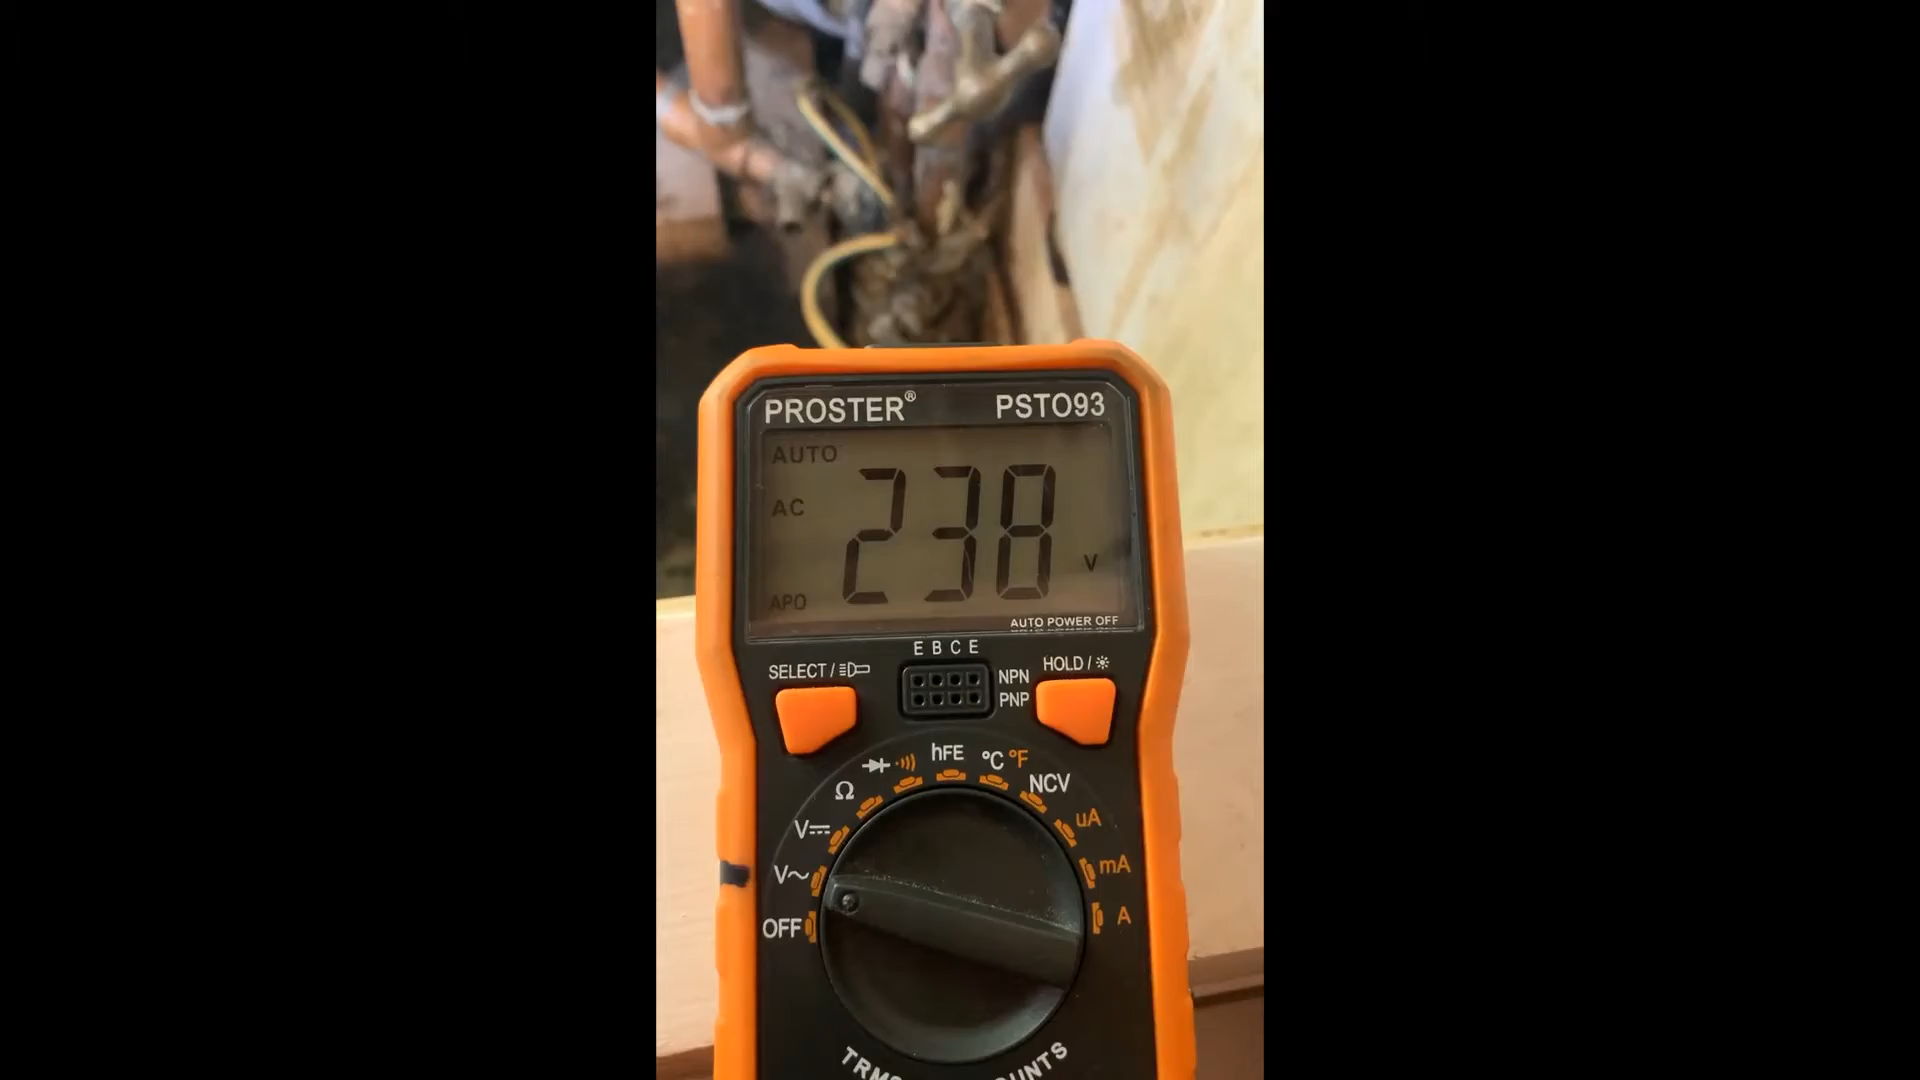 PROSTER® PST093
AUTO
AC
238
V
APO
AUTO POWER OFF
E B C E
SELECT /
HOLD /
NPN
PNP
hFE
°C °F
Ω
NCV
V⎓
uA
V~
mA
OFF
A